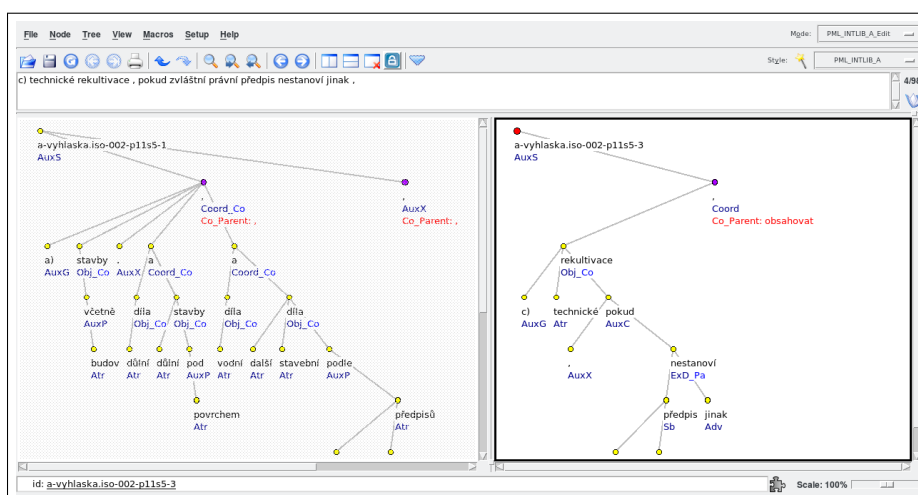 File Node Tree View Macros Setup Help
Mode: PML_INTLIB_A_Edit
Style: PML_INTLIB_A
c) technické rekultivace , pokud zvláštní právní předpis nestanoví jinak ,
4/98
a-vyhlaska.iso-002-p11s5-1
AuxS
,
Coord_Co
Co_Parent: ,
,
AuxX
Co_Parent: ,
a) stavby , a a
AuxG Obj_Co AuxX Coord_Co Coord_Co
včetně díla stavby díla díla
AuxP Obj_Co Obj_Co Obj_Co Obj_Co
budov důlní důlní pod vodní další stavební podle
Atr Atr Atr AuxP Atr Atr Atr AuxP
povrchem předpisů
Atr Atr
a-vyhlaska.iso-002-p11s5-3
AuxS
,
Coord
Co_Parent: obsahovat
rekultivace
Obj_Co
c) technické pokud
AuxG Atr AuxC
, nestanoví
AuxX ExD_Pa
předpis jinak
Sb Adv
id: a-vyhlaska.iso-002-p11s5-3
Scale: 100%